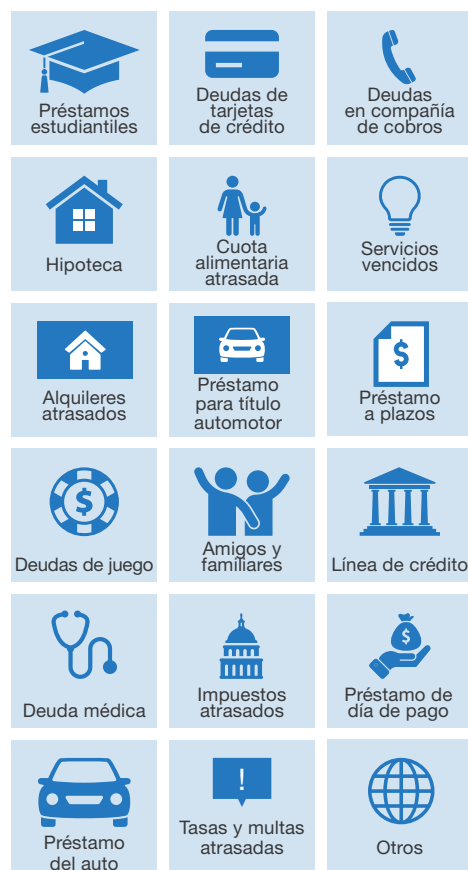 Préstamos
estudiantiles
Deudas de
tarjetas
de crédito
Deudas
en compañía
de cobros
Hipoteca
Cuota
alimentaria
atrasada
Servicios
vencidos
Alquileres
atrasados
Préstamo
para título
automotor
$
Préstamo
a plazos
$
Deudas de juego
Amigos y
familiares
Línea de crédito
Deuda médica
Impuestos
atrasados
$
Préstamo de
día de pago
Préstamo
del auto
!
Tasas y multas
atrasadas
Otros